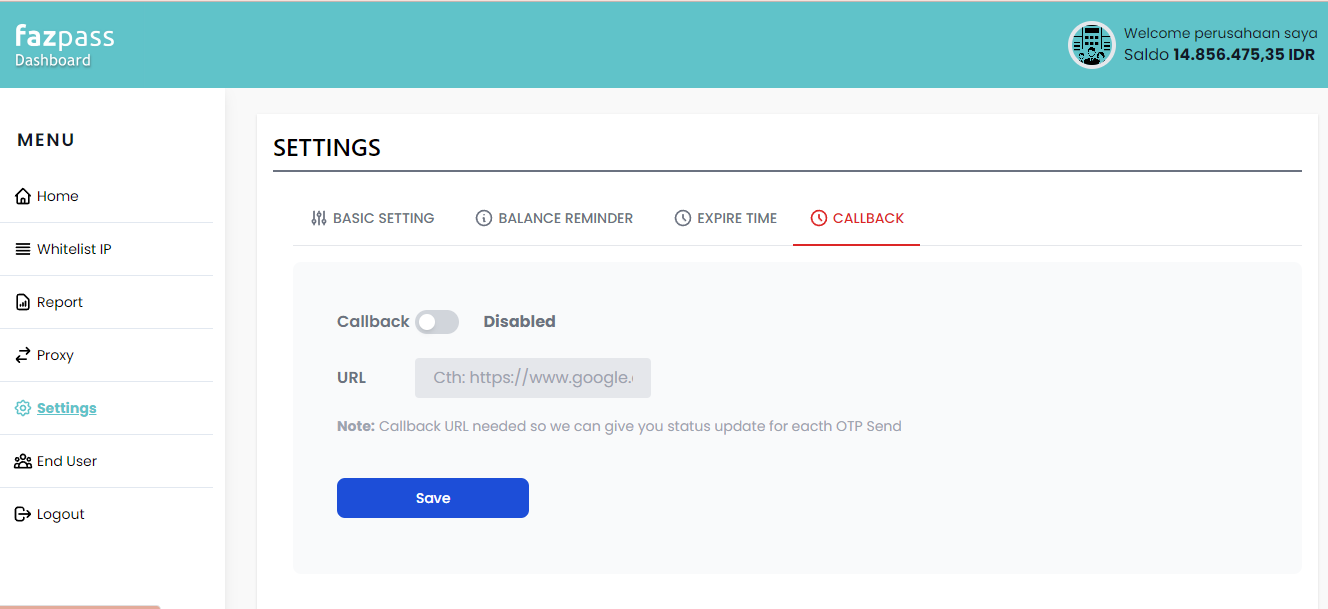 fazpass
Dashboard
Welcome perusahaan saya
Saldo 14.856.475,35 IDR
MENU
Home
Whitelist IP
Report
Proxy
Settings
End User
Logout
SETTINGS
BASIC SETTING
BALANCE REMINDER
EXPIRE TIME
CALLBACK
Callback Disabled
URL Cth: https://www.google.
Note: Callback URL needed so we can give you status update for eacth OTP Send
Save